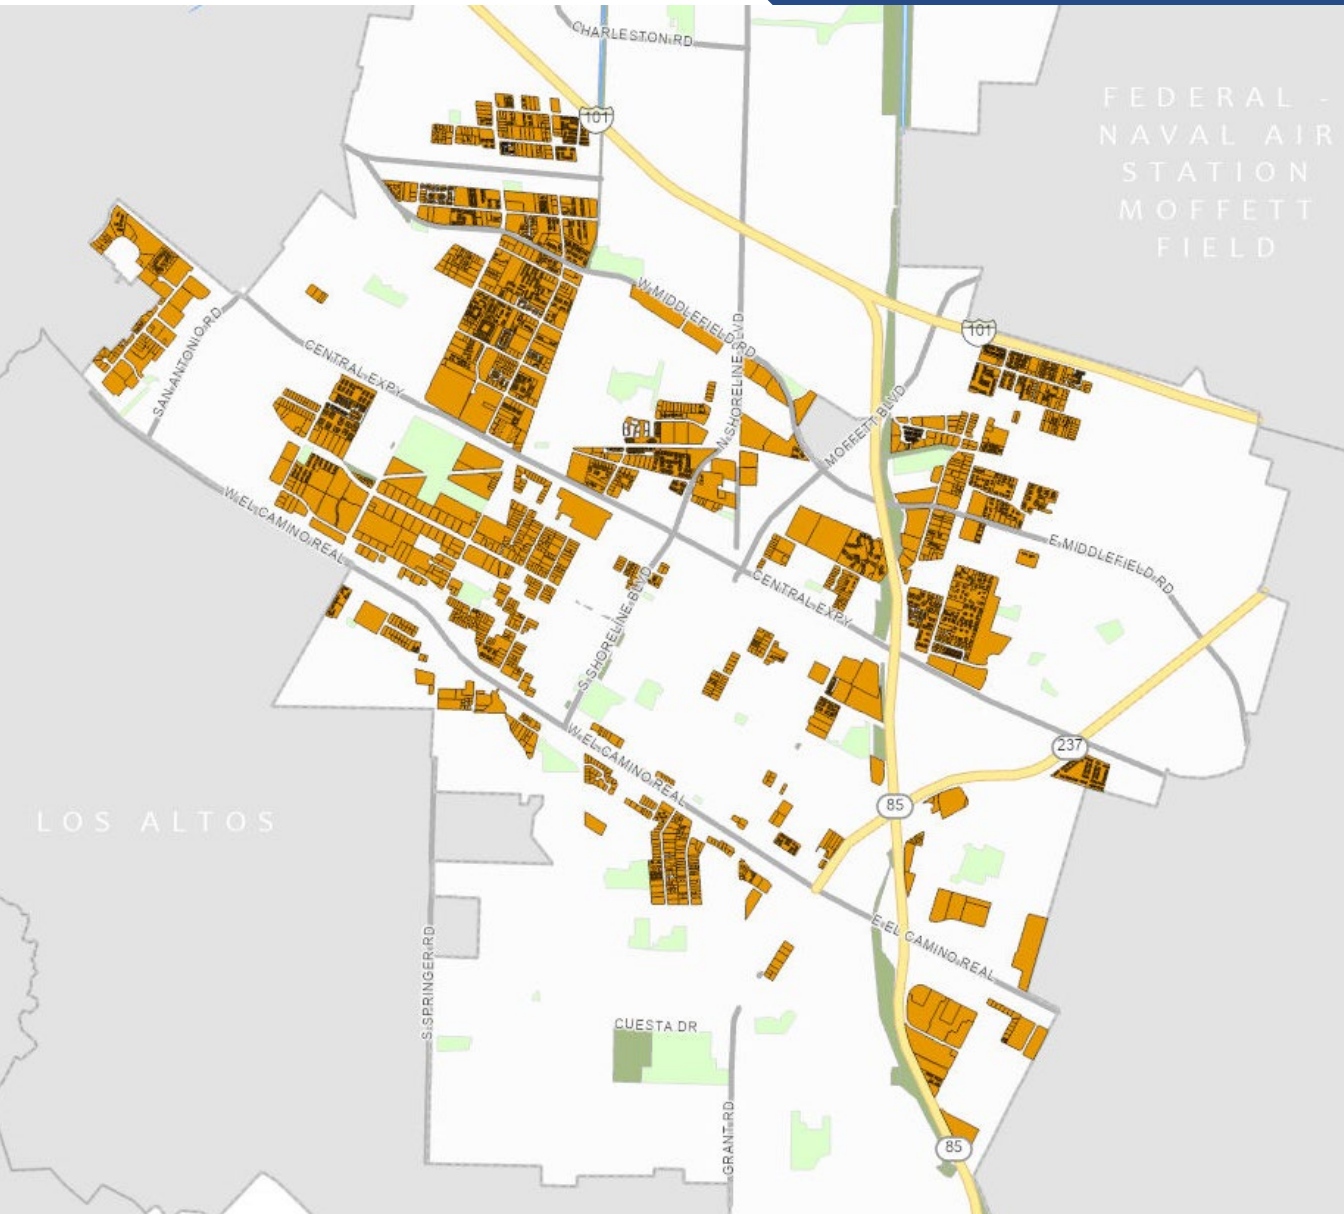 CHARLESTON RD
101
FEDERAL -
NAVAL AIR
STATION
MOFFETT
FIELD
W MIDDLEFIELD RD
SAN ANTONIO RD
CENTRAL EXPY
N SHORELINE BLVD
101
MOFFETT BLVD
W EL CAMINO REAL
E MIDDLEFIELD RD
CENTRAL EXPY
S SHORELINE BLVD
W EL CAMINO REAL
237
85
LOS ALTOS
E EL CAMINO REAL
S SPRINGER RD
CUESTA DR
GRANT RD
85